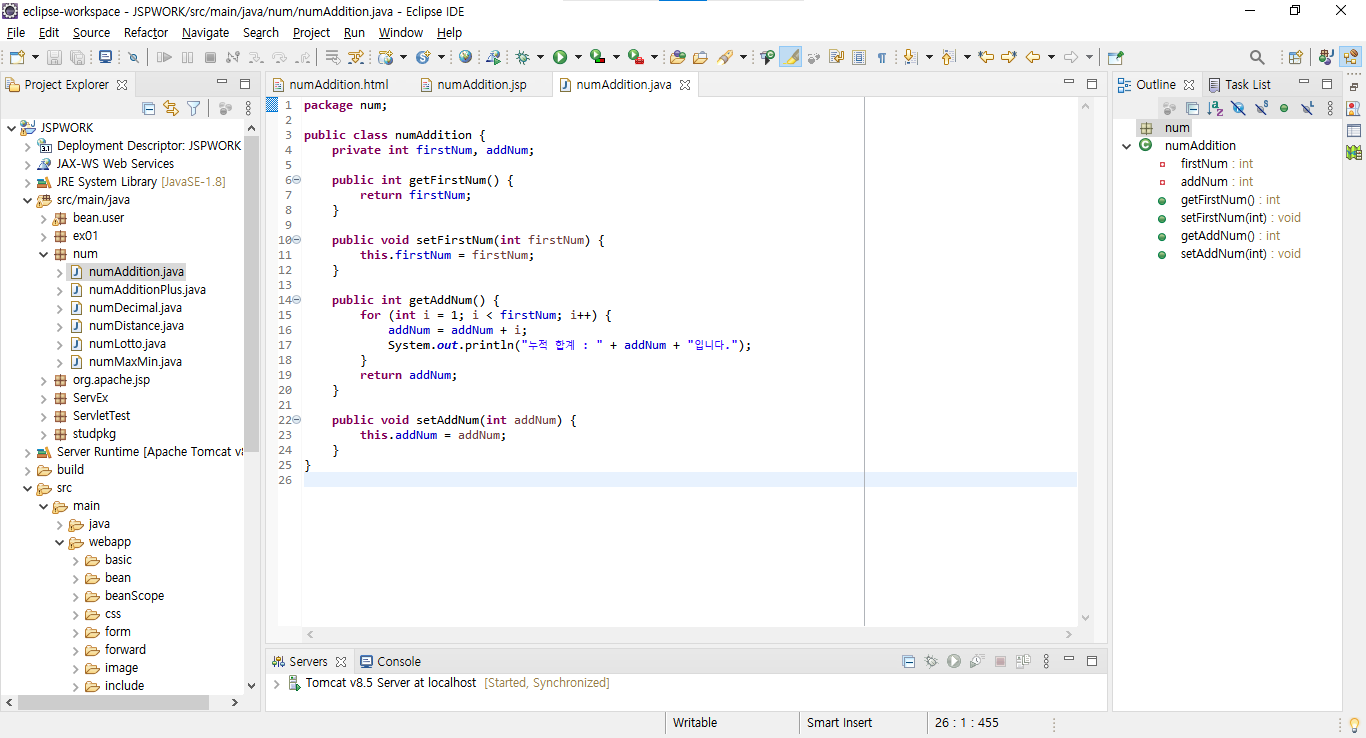 eclipse-workspace - JSPWORK/src/main/java/num/numAddition.java - Eclipse IDE
File Edit Source Refactor Navigate Search Project Run Window Help
Project Explorer
JSPWORK
Deployment Descriptor: JSPWORK
JAX-WS Web Services
JRE System Library [JavaSE-1.8]
src/main/java
bean.user
ex01
num
numAddition.java
numAdditionPlus.java
numDecimal.java
numDistance.java
numLotto.java
numMaxMin.java
org.apache.jsp
ServEx
ServletTest
studpkg
Server Runtime [Apache Tomcat v8
build
src
main
java
webapp
basic
bean
beanScope
css
form
forward
image
include
numAddition.html numAddition.jsp numAddition.java
1 package num;
2
3 public class numAddition {
4 private int firstNum, addNum;
5
6 public int getFirstNum() {
7 return firstNum;
8 }
9
10 public void setFirstNum(int firstNum) {
11 this.firstNum = firstNum;
12 }
13
14 public int getAddNum() {
15 for (int i = 1; i < firstNum; i++) {
16 addNum = addNum + i;
17 System.out.println("누적 합계 : " + addNum + "입니다.");
18 }
19 return addNum;
20 }
21
22 public void setAddNum(int addNum) {
23 this.addNum = addNum;
24 }
25 }
26
Servers Console
Tomcat v8.5 Server at localhost [Started, Synchronized]
Outline Task List
num
numAddition
firstNum : int
addNum : int
getFirstNum() : int
setFirstNum(int) : void
getAddNum() : int
setAddNum(int) : void
Writable Smart Insert 26 : 1 : 455